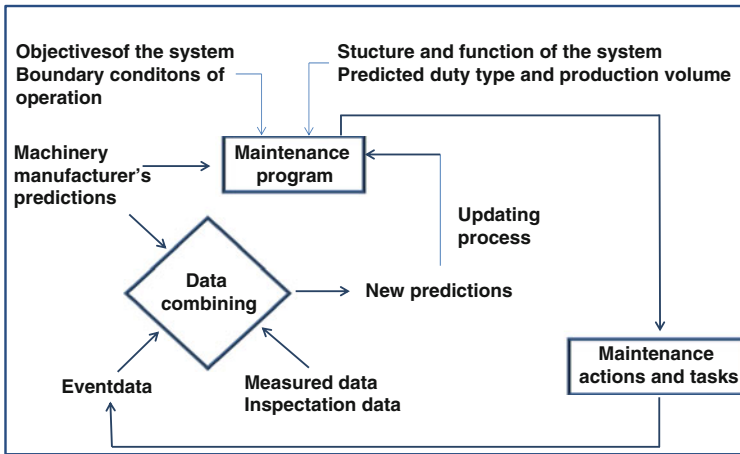 Objectivesof the system
Boundary conditons of
operation
Stucture and function of the system
Predicted duty type and production volume
Machinery
manufacturer's
predictions
Maintenance
program
Updating
process
Data
combining
New predictions
Maintenance
actions and tasks
Eventdata
Measured data
Inspectation data